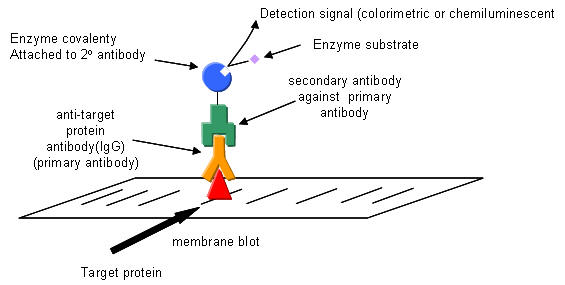 Detection signal (colorimetric or chemiluminescent
Enzyme covalenty
Attached to 2º antibody
Enzyme substrate
secondary antibody
against primary
antibody
anti-target
protein
antibody(IgG)
(primary antibody)
membrane blot
Target protein